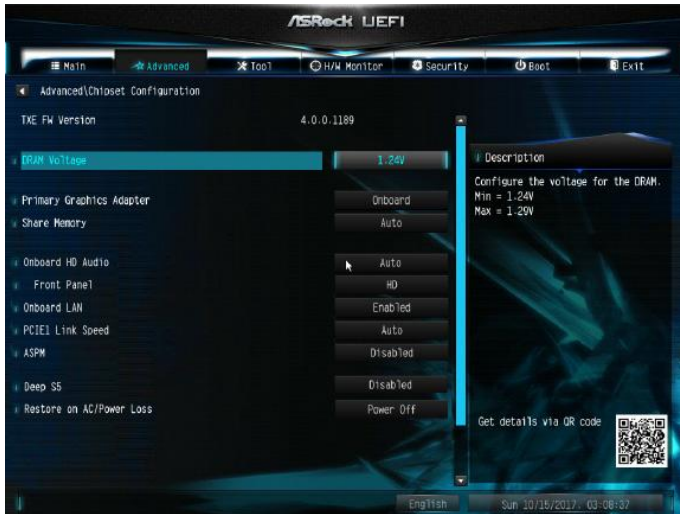 ASRock UEFI
Main Advanced Tool H/W Monitor Security Boot Exit
Advanced\Chipset Configuration
TXE FW Version 4.0.0.1189
DRAM Voltage 1.24V
Primary Graphics Adapter Onboard
Share Memory Auto
Onboard HD Audio Auto
Front Panel HD
Onboard LAN Enabled
PCIE1 Link Speed Auto
ASPM Disabled
Deep S5 Disabled
Restore on AC/Power Loss Power Off
Description
Configure the voltage for the DRAM.
Min = 1.24V
Max = 1.29V
Get details via QR code
English
Sun 10/15/2017. 03:08:37